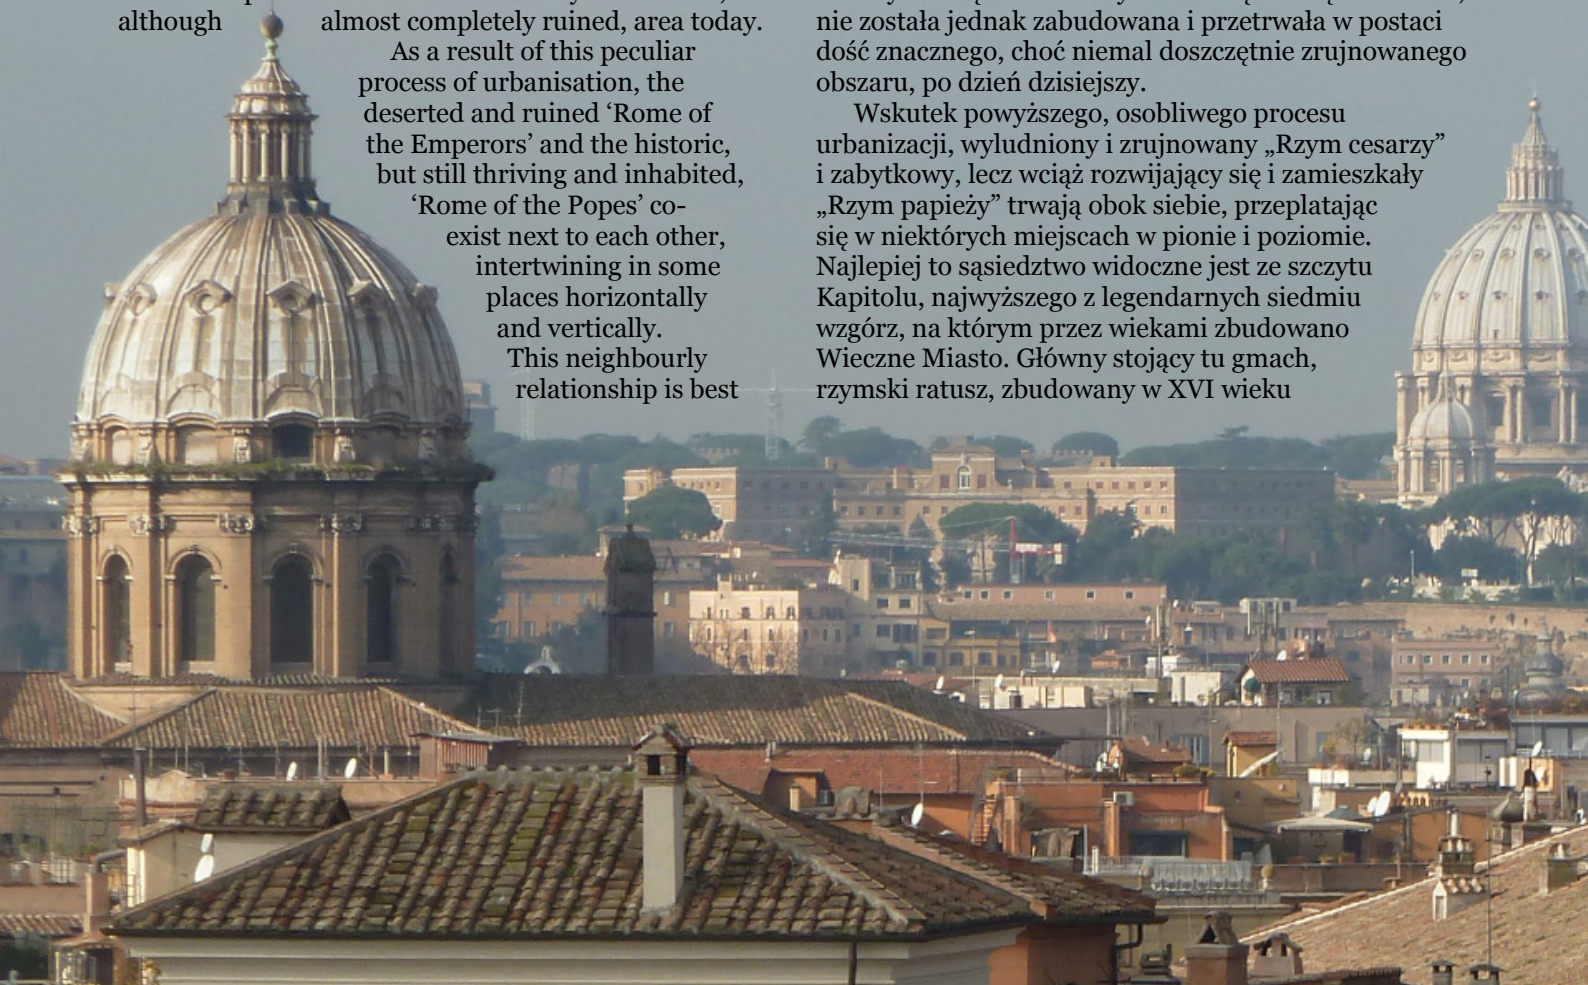 although almost completely ruined, area today.
As a result of this peculiar
process of urbanisation, the
deserted and ruined ‘Rome of
the Emperors’ and the historic,
but still thriving and inhabited,
‘Rome of the Popes’ co-
exist next to each other,
intertwining in some
places horizontally
and vertically.
This neighbourly
relationship is best
nie została jednak zabudowana i przetrwała w postaci
dość znacznego, choć niemal doszczętnie zrujnowanego
obszaru, po dzień dzisiejszy.
Wskutek powyższego, osobliwego procesu
urbanizacji, wyludniony i zrujnowany „Rzym cesarzy”
i zabytkowy, lecz wciąż rozwijający się i zamieszkały
„Rzym papieży” trwają obok siebie, przeplatając
się w niektórych miejscach w pionie i poziomie.
Najlepiej to sąsiedztwo widoczne jest ze szczytu
Kapitolu, najwyższego z legendarnych siedmiu
wzgórz, na którym przez wiekami zbudowano
Wieczne Miasto. Główny stojący tu gmach,
rzymski ratusz, zbudowany w XVI wieku